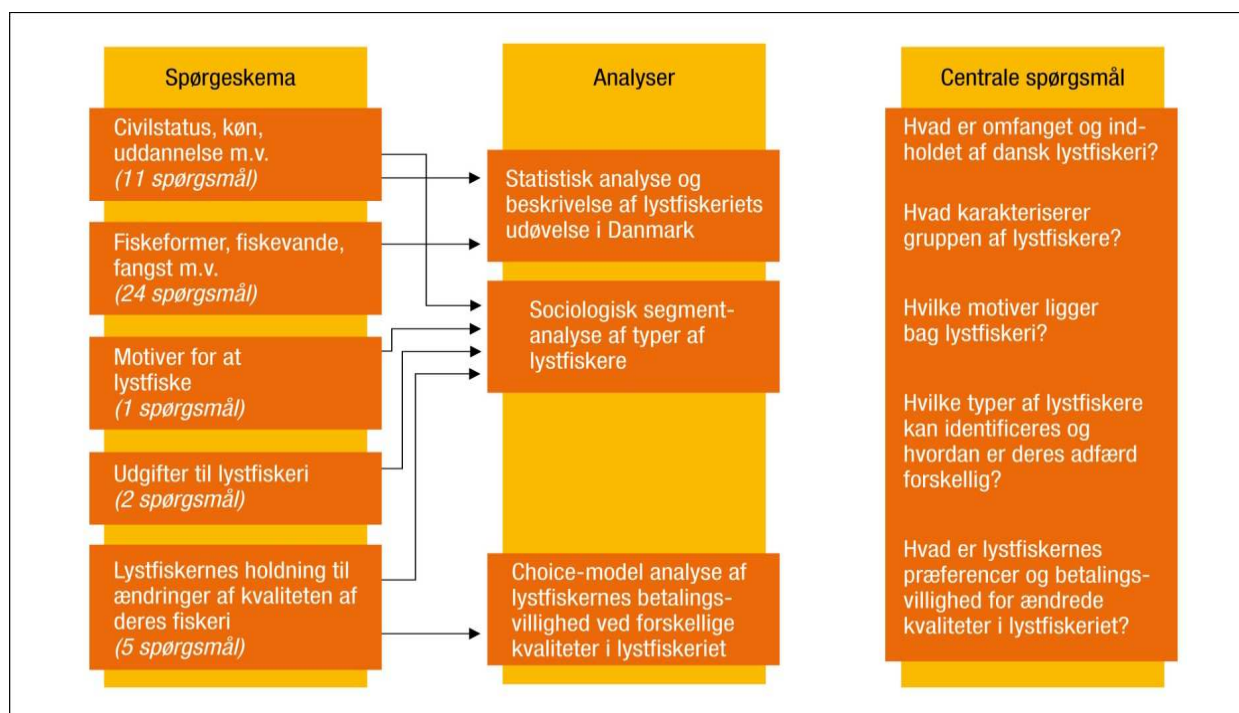 Spørgeskema
Civilstatus, køn,
uddannelse m.v.
(11 spørgsmål)
Fiskeformer, fiskevande,
fangst m.v.
(24 spørgsmål)
Motiver for at
lystfiske
(1 spørgsmål)
Udgifter til lystfiskeri
(2 spørgsmål)
Lystfiskernes holdning til
ændringer af kvaliteten af
deres fiskeri
(5 spørgsmål)
Analyser
Statistisk analyse og
beskrivelse af lystfiskeriets
udøvelse i Danmark
Sociologisk segment-
analyse af typer af
lystfiskere
Choice-model analyse af
lystfiskernes betalings-
villighed ved forskellige
kvaliteter i lystfiskeriet
Centrale spørgsmål
Hvad er omfanget og ind-
holdet af dansk lystfiskeri?
Hvad karakteriserer
gruppen af lystfiskere?
Hvilke motiver ligger
bag lystfiskeri?
Hvilke typer af lystfiskere
kan identificeres og
hvordan er deres adfærd
forskellig?
Hvad er lystfiskernes
præferencer og betalings-
villighed for ændrede
kvaliteter i lystfiskeriet?